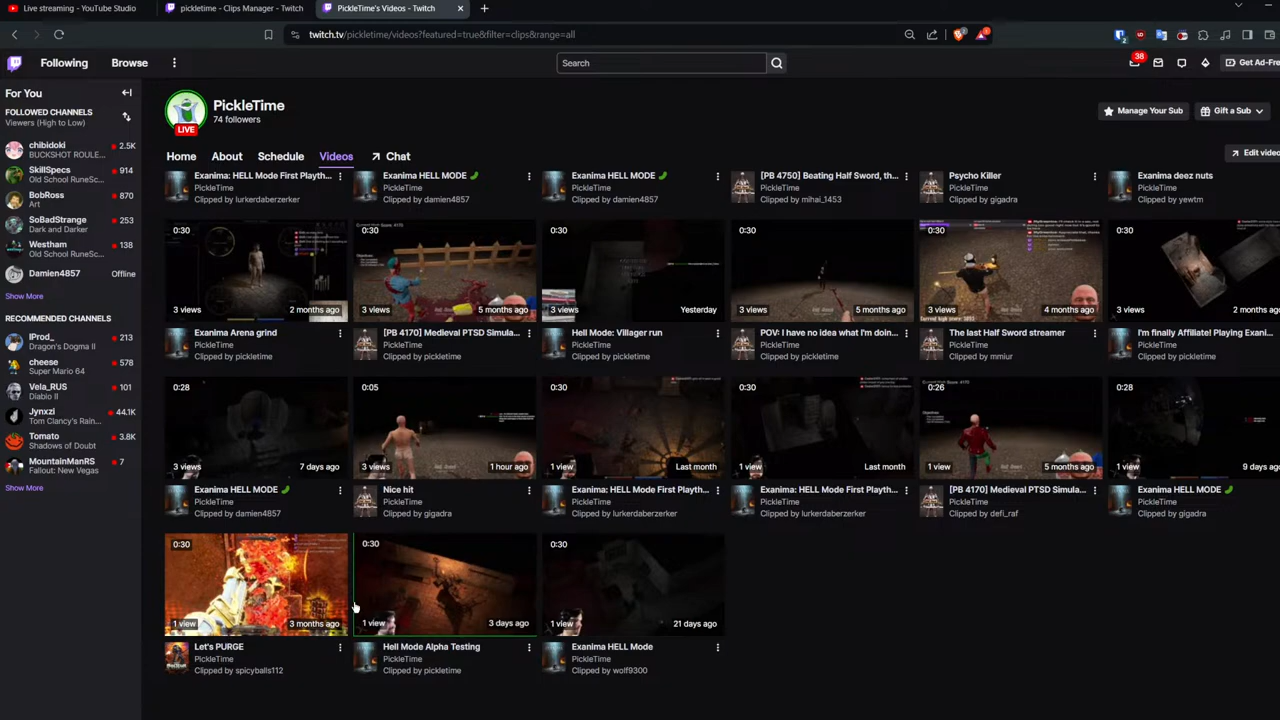 Live streaming - YouTube Studio
pickletime - Clips Manager - Twitch
PickleTime's Videos - Twitch
twitch.tv/pickletime/videos?featured=true&filter=clips&range=all
Following
Browse
Search
38
Get Ad-Fre
For You
FOLLOWED CHANNELS
Viewers (High to Low)
chibidoki
BUCKSHOT ROULE...
2.5K
SkillSpecs
Old School RuneSc...
914
BobRoss
Art
870
SoBadStrange
Dark and Darker
253
Westham
Old School RuneSc...
138
Damien4857
Offline
Show More
RECOMMENDED CHANNELS
IProd_
Dragon's Dogma II
213
cheese
Super Mario 64
578
Vela_RUS
Diablo II
101
Jynxzi
Tom Clancy's Rain...
44.1K
Tomato
Shadows of Doubt
3.8K
MountainManRS
Fallout: New Vegas
7
Show More
PickleTime
74 followers
LIVE
Manage Your Sub
Gift a Sub
Home
About
Schedule
Videos
Chat
Edit video
Exanima: HELL Mode First Playth...
PickleTime
Clipped by lurkerdaberzerker
Exanima HELL MODE
PickleTime
Clipped by damien4857
Exanima HELL MODE
PickleTime
Clipped by damien4857
[PB 4750] Beating Half Sword, th...
PickleTime
Clipped by mihai_1453
Psycho Killer
PickleTime
Clipped by gigadra
Exanima deez nuts
PickleTime
Clipped by yewtm
0:30
3 views
2 months ago
Exanima Arena grind
PickleTime
Clipped by pickletime
0:30
3 views
5 months ago
[PB 4170] Medieval PTSD Simula...
PickleTime
Clipped by pickletime
0:30
3 views
Yesterday
Hell Mode: Villager run
PickleTime
Clipped by pickletime
0:30
3 views
5 months ago
POV: I have no idea what I'm doin...
PickleTime
Clipped by pickletime
0:30
3 views
4 months ago
The last Half Sword streamer
PickleTime
Clipped by mmiur
0:30
3 views
2 months ago
I'm finally Affiliate! Playing Exani...
PickleTime
Clipped by pickletime
0:28
3 views
7 days ago
Exanima HELL MODE
PickleTime
Clipped by damien4857
0:05
3 views
1 hour ago
Nice hit
PickleTime
Clipped by gigadra
0:30
1 view
Last month
Exanima: HELL Mode First Playth...
PickleTime
Clipped by lurkerdaberzerker
0:30
1 view
Last month
Exanima: HELL Mode First Playth...
PickleTime
Clipped by lurkerdaberzerker
0:26
1 view
5 months ago
[PB 4170] Medieval PTSD Simula...
PickleTime
Clipped by defi_raf
0:28
1 view
9 days ago
Exanima HELL MODE
PickleTime
Clipped by gigadra
0:30
1 view
3 months ago
Let's PURGE
PickleTime
Clipped by spicyballs112
0:30
1 view
3 days ago
Hell Mode Alpha Testing
PickleTime
Clipped by pickletime
0:30
1 view
21 days ago
Exanima HELL Mode
PickleTime
Clipped by wolf9300